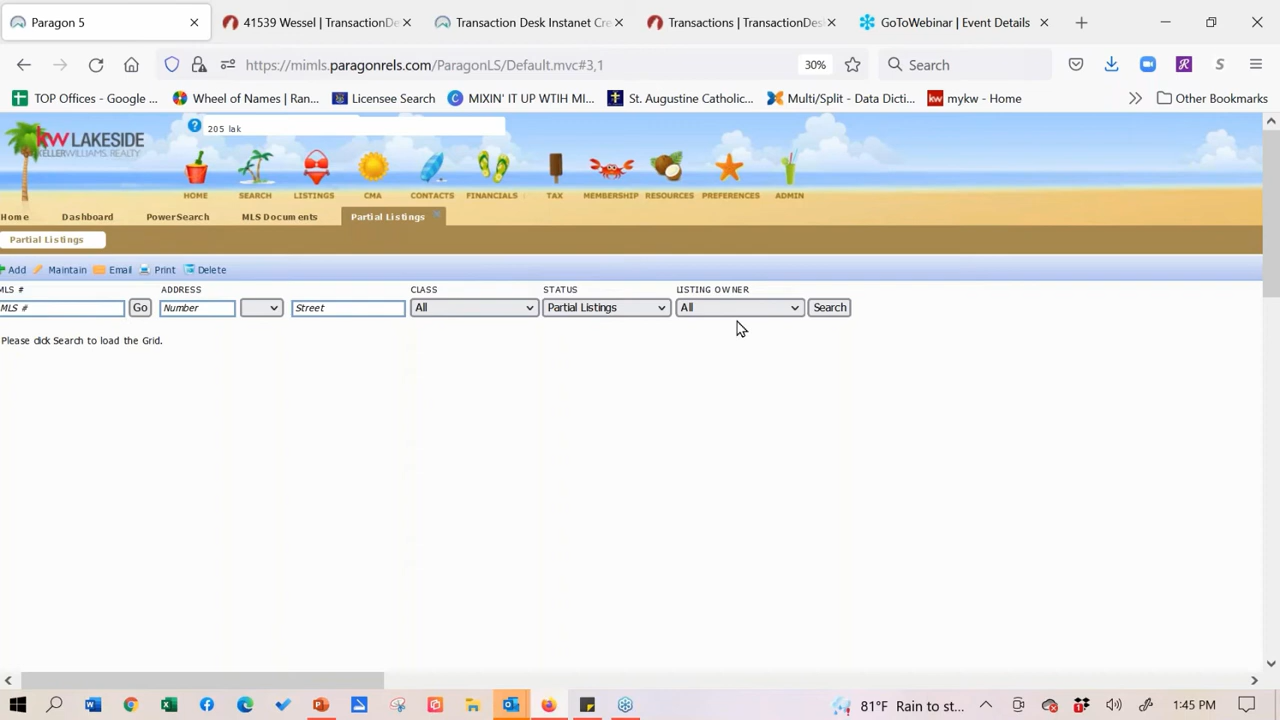 Paragon 5
41539 Wessel | TransactionDe
Transaction Desk Instanet Cre
Transactions | TransactionDes
GoToWebinar | Event Details
https://mimls.paragonrels.com/ParagonLS/Default.mvc#3,1
30%
Search
TOP Offices - Google ...
Wheel of Names | Ran...
Licensee Search
MIXIN' IT UP WTIH MI...
St. Augustine Catholic...
Multi/Split - Data Dicti...
mykw - Home
Other Bookmarks
kw LAKESIDE
KELLERWILLIAMS. REALTY
205 lak
HOME
SEARCH
LISTINGS
CMA
CONTACTS
FINANCIALS
TAX
MEMBERSHIP
RESOURCES
PREFERENCES
ADMIN
Home
Dashboard
PowerSearch
MLS Documents
Partial Listings
Partial Listings
Add
Maintain
Email
Print
Delete
MLS #
ADDRESS
CLASS
STATUS
LISTING OWNER
MLS #
Go
Number
Street
All
Partial Listings
All
Search
Please click Search to load the Grid.
81°F Rain to st...
1:45 PM